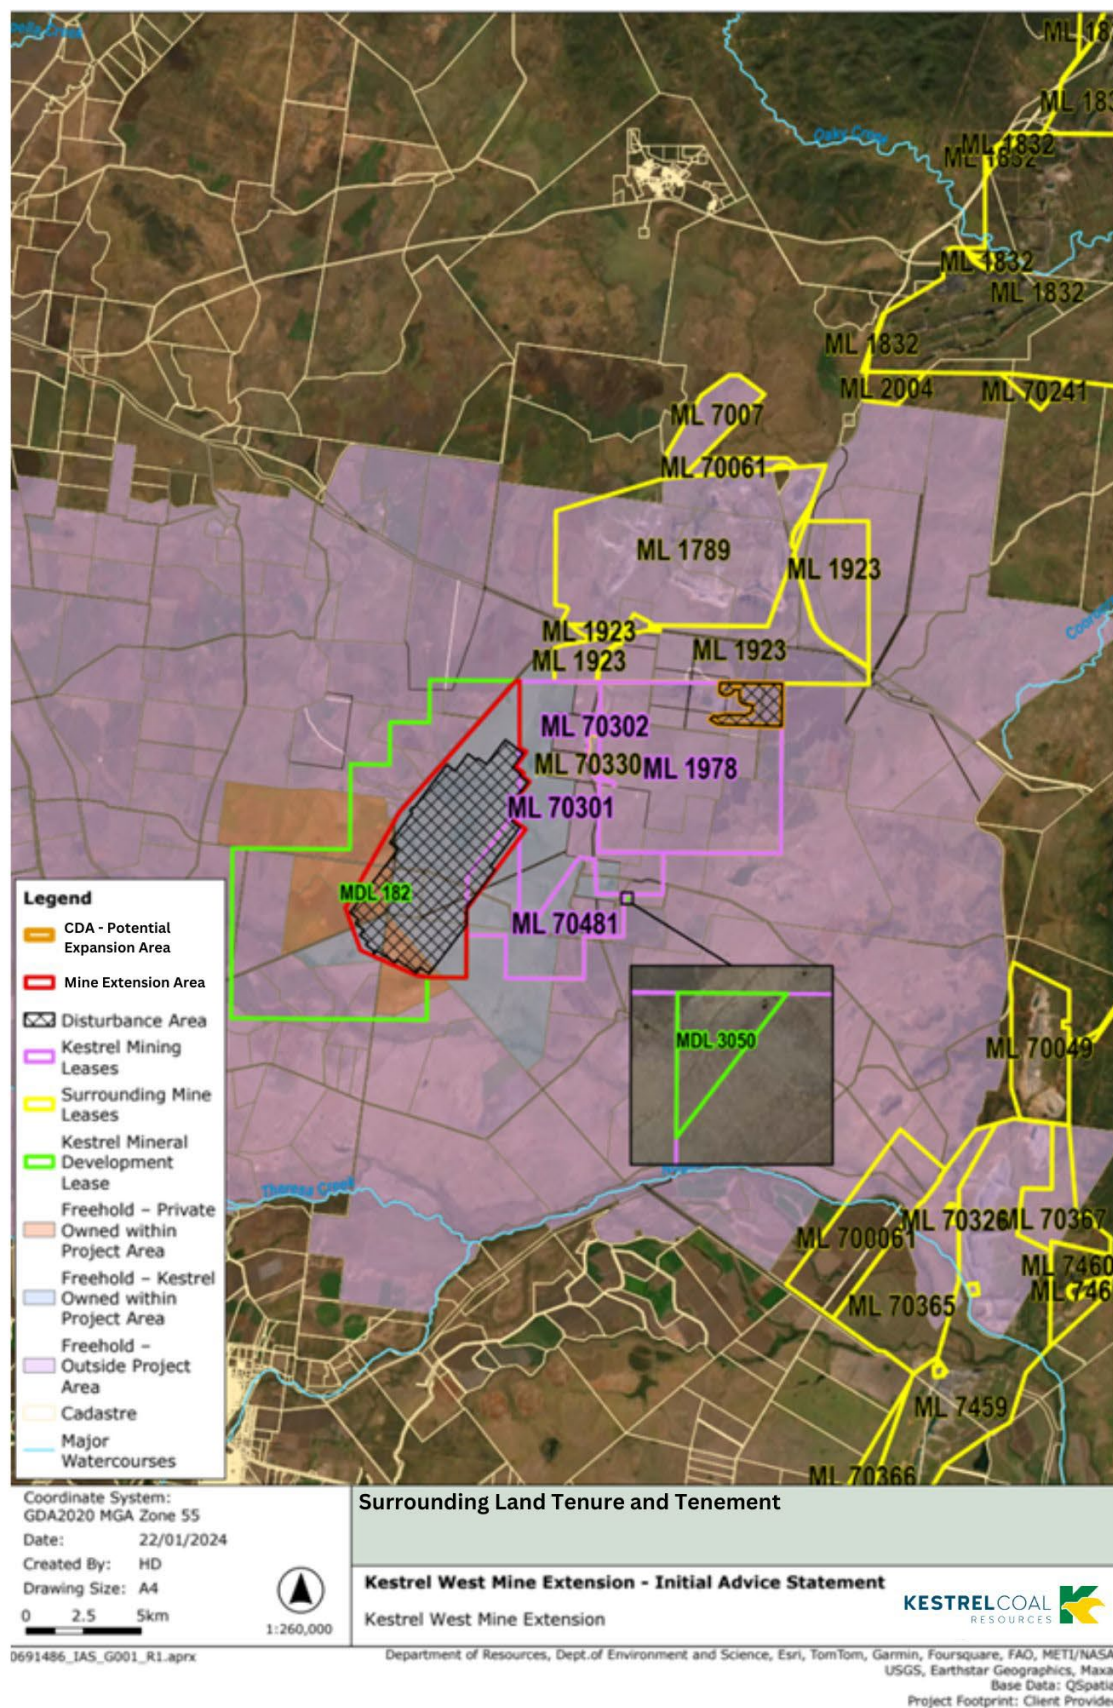 Oaky Creek
ML 1832
ML 1832
ML 1832
ML 1832
ML 1832
ML 2004
ML 70241
ML 7007
ML 70061
ML 1789
ML 1923
ML 1923
ML 1923
ML 1923
ML 70302
ML 70330
ML 1978
ML 70301
MDL 182
ML 70481
MDL 3050
ML 70049
Theresa Creek
ML 70326
ML 70367
ML 700061
ML 7460
ML 746
ML 70365
ML 7459
ML 70366
Legend
CDA - Potential
Expansion Area
Mine Extension Area
Disturbance Area
Kestrel Mining
Leases
Surrounding Mine
Leases
Kestrel Mineral
Development
Lease
Freehold – Private
Owned within
Project Area
Freehold – Kestrel
Owned within
Project Area
Freehold –
Outside Project
Area
Cadastre
Major
Watercourses
Coordinate System:
GDA2020 MGA Zone 55
Date: 22/01/2024
Created By: HD
Drawing Size: A4
0 2.5 5km
1:260,000
Surrounding Land Tenure and Tenement
Kestrel West Mine Extension - Initial Advice Statement
Kestrel West Mine Extension
KESTRELCOAL
RESOURCES
0691486_IAS_G001_R1.aprx
Department of Resources, Dept.of Environment and Science, Esri, TomTom, Garmin, Foursquare, FAO, METI/NASA
USGS, Earthstar Geographics, Maxa
Base Data: QSpatia
Project Footprint: Client Provide